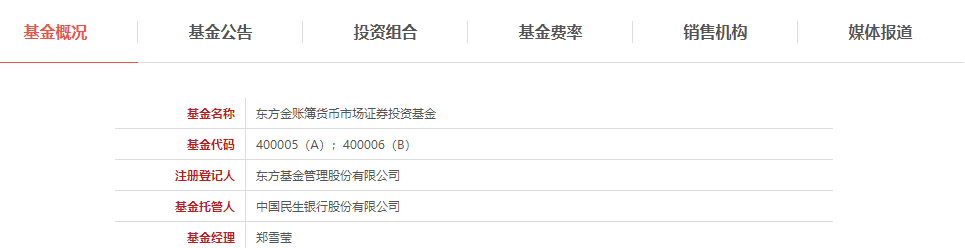 基金概况 基金公告 投资组合 基金费率 销售机构 媒体报道
基金名称 东方金账簿货币市场证券投资基金
基金代码 400005（A）；400006（B）
注册登记人 东方基金管理股份有限公司
基金托管人 中国民生银行股份有限公司
基金经理 郑雪莹